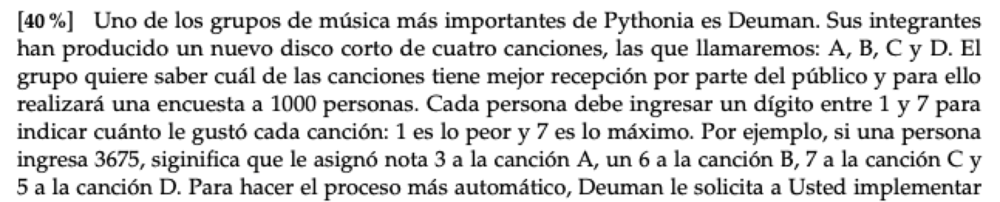 [40 %] Uno de los grupos de música más importantes de Pythonia es Deuman. Sus integrantes
han producido un nuevo disco corto de cuatro canciones, las que llamaremos: A, B, C y D. El
grupo quiere saber cuál de las canciones tiene mejor recepción por parte del público y para ello
realizará una encuesta a 1000 personas. Cada persona debe ingresar un dígito entre 1 y 7 para
indicar cuánto le gustó cada canción: 1 es lo peor y 7 es lo máximo. Por ejemplo, si una persona
ingresa 3675, siginifica que le asignó nota 3 a la canción A, un 6 a la canción B, 7 a la canción C y
5 a la canción D. Para hacer el proceso más automático, Deuman le solicita a Usted implementar